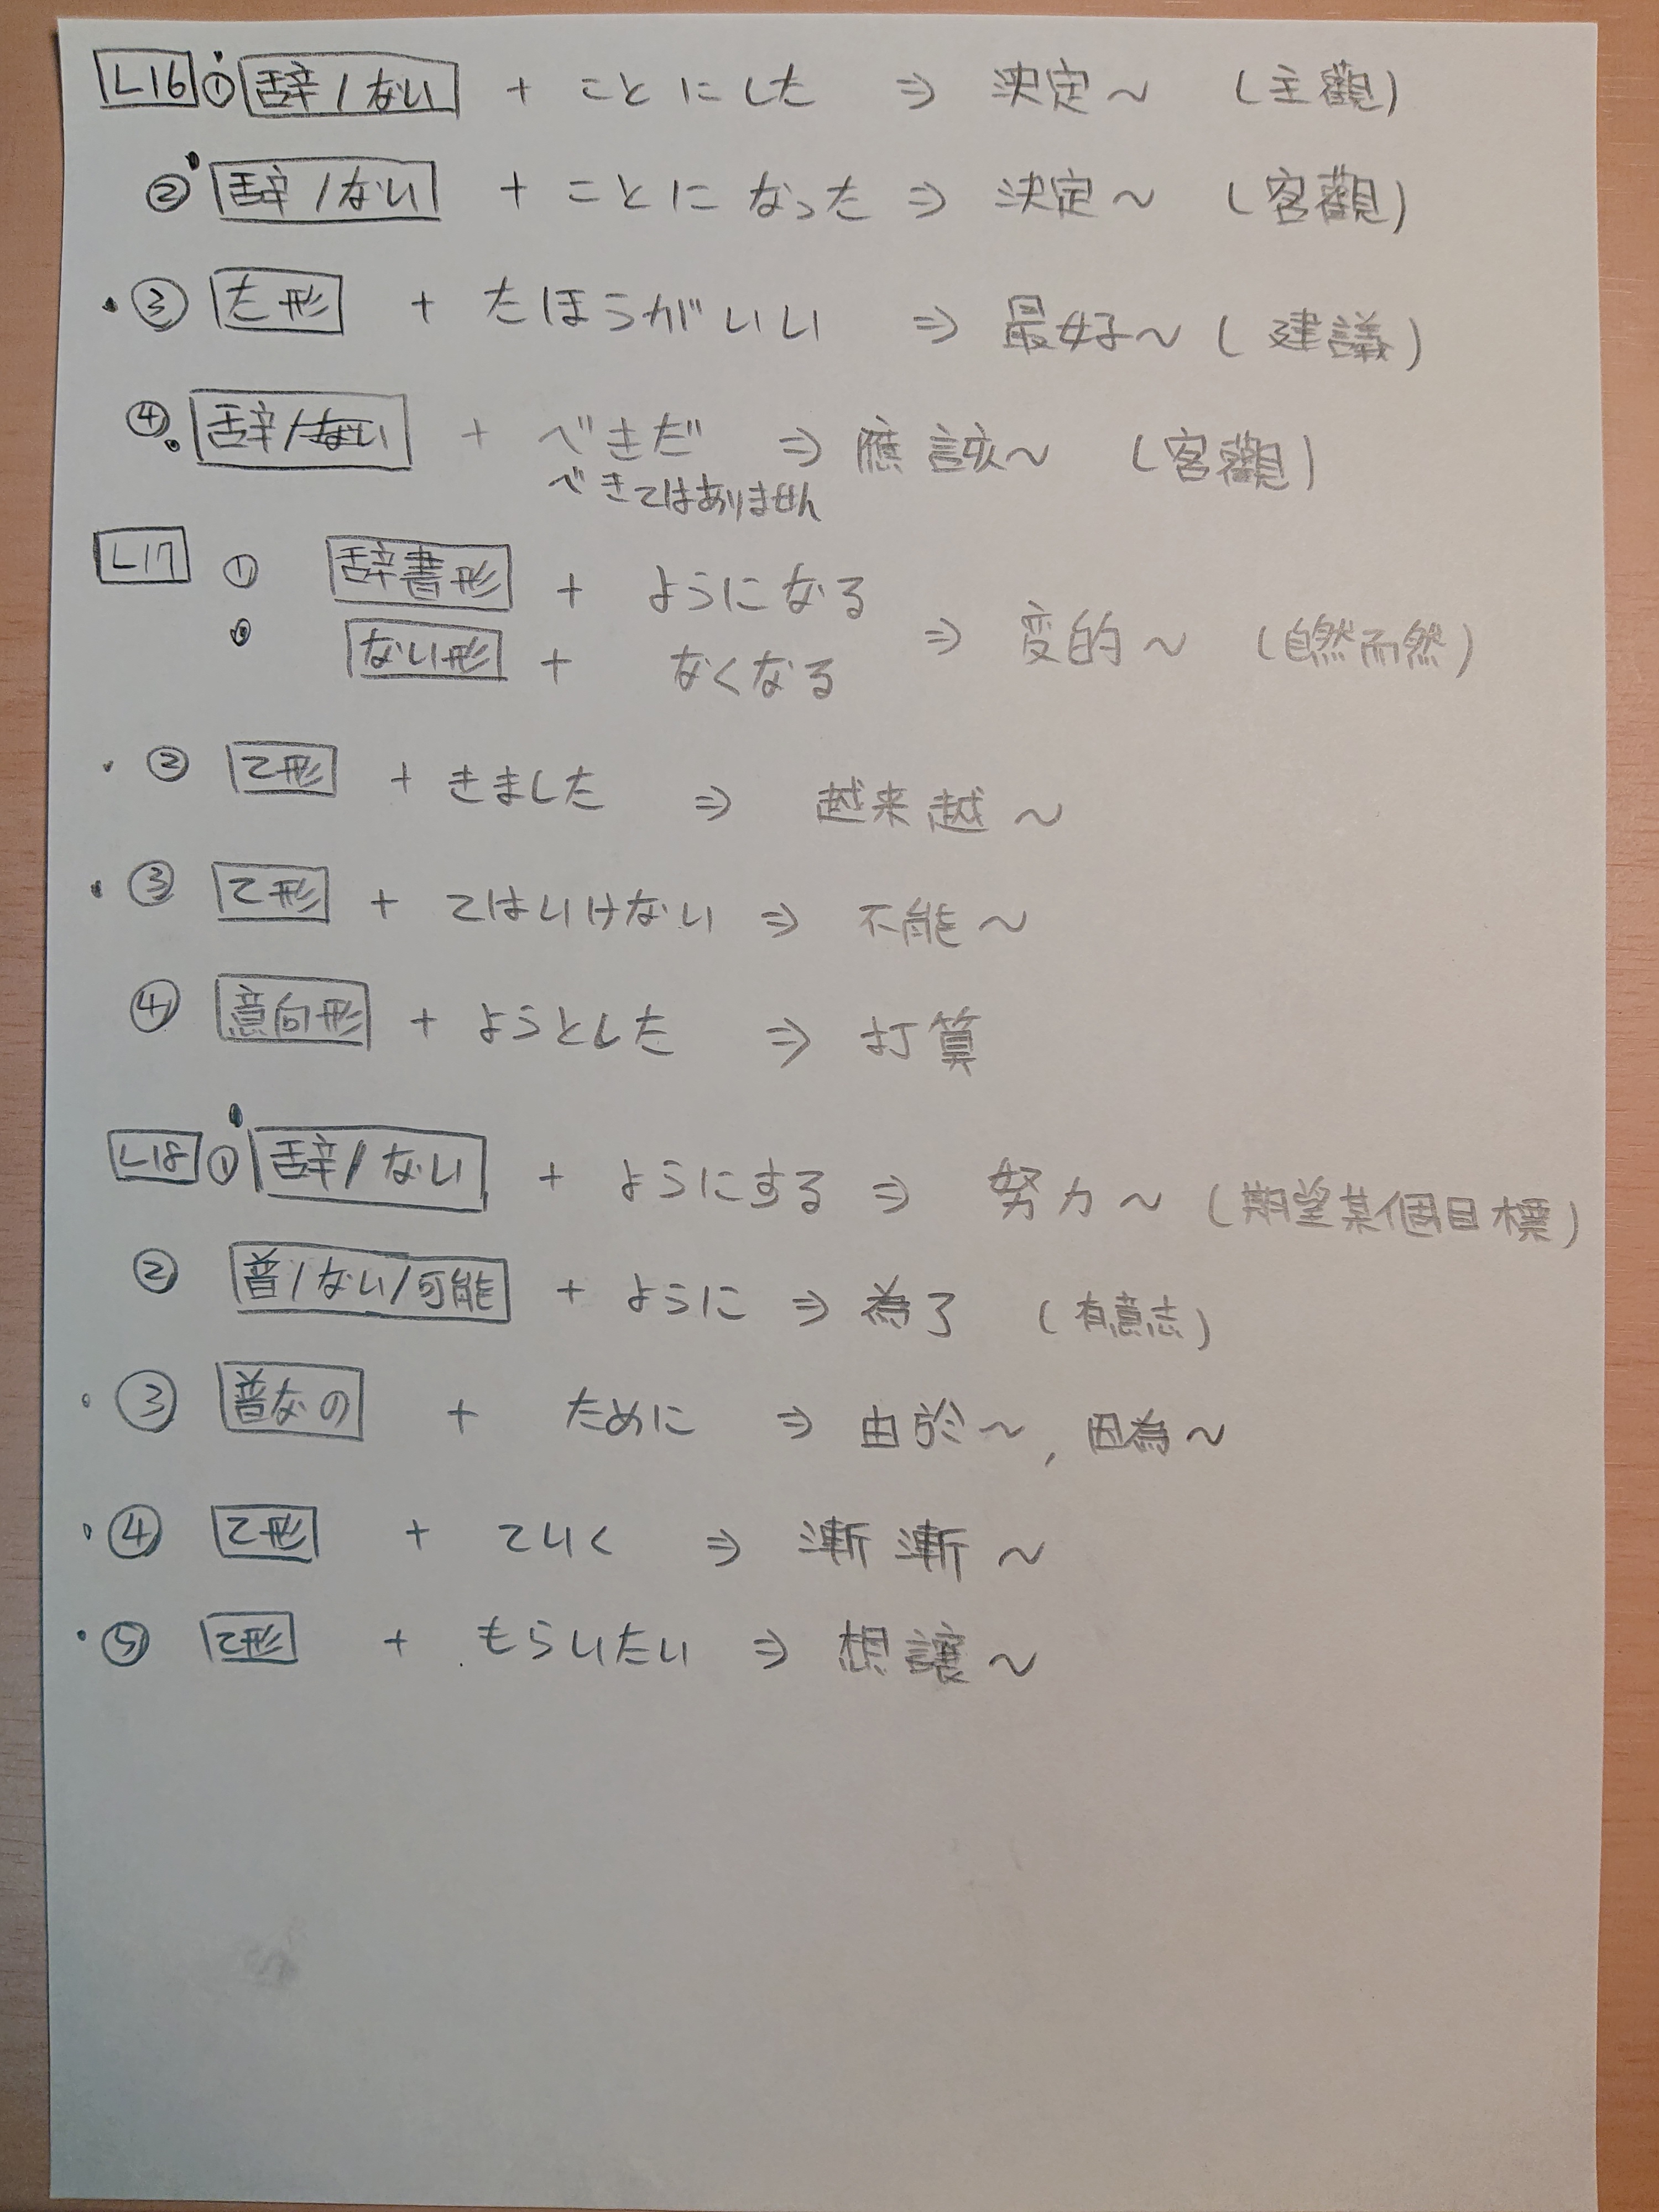 L16 ① 辞/ない + ことにした ⇒ 決定～ (主觀)
② 辞/ない + ことになった ⇒ 決定～ (客觀)
③ た形 + たほうがいい ⇒ 最好～ (建議)
④ 辞/ない + べきだ ⇒ 應該～ (客觀)
べきてはありません
L17 ① 辞書形 + ようになる
⇒ 変的～ (自然而然)
ない形 + なくなる
② て形 + きました ⇒ 越来越～
③ て形 + てはいけない ⇒ 不能～
④ 意向形 + ようとした ⇒ 打算
L18 ① 辞/ない + ようにする ⇒ 努力～ (期望某個目標)
② 普/ない/可能 + ように ⇒ 為了 (有意志)
③ 普なの + ために ⇒ 由於～, 因為～
④ て形 + ていく ⇒ 漸漸～
⑤ て形 + もらいたい ⇒ 想讓～